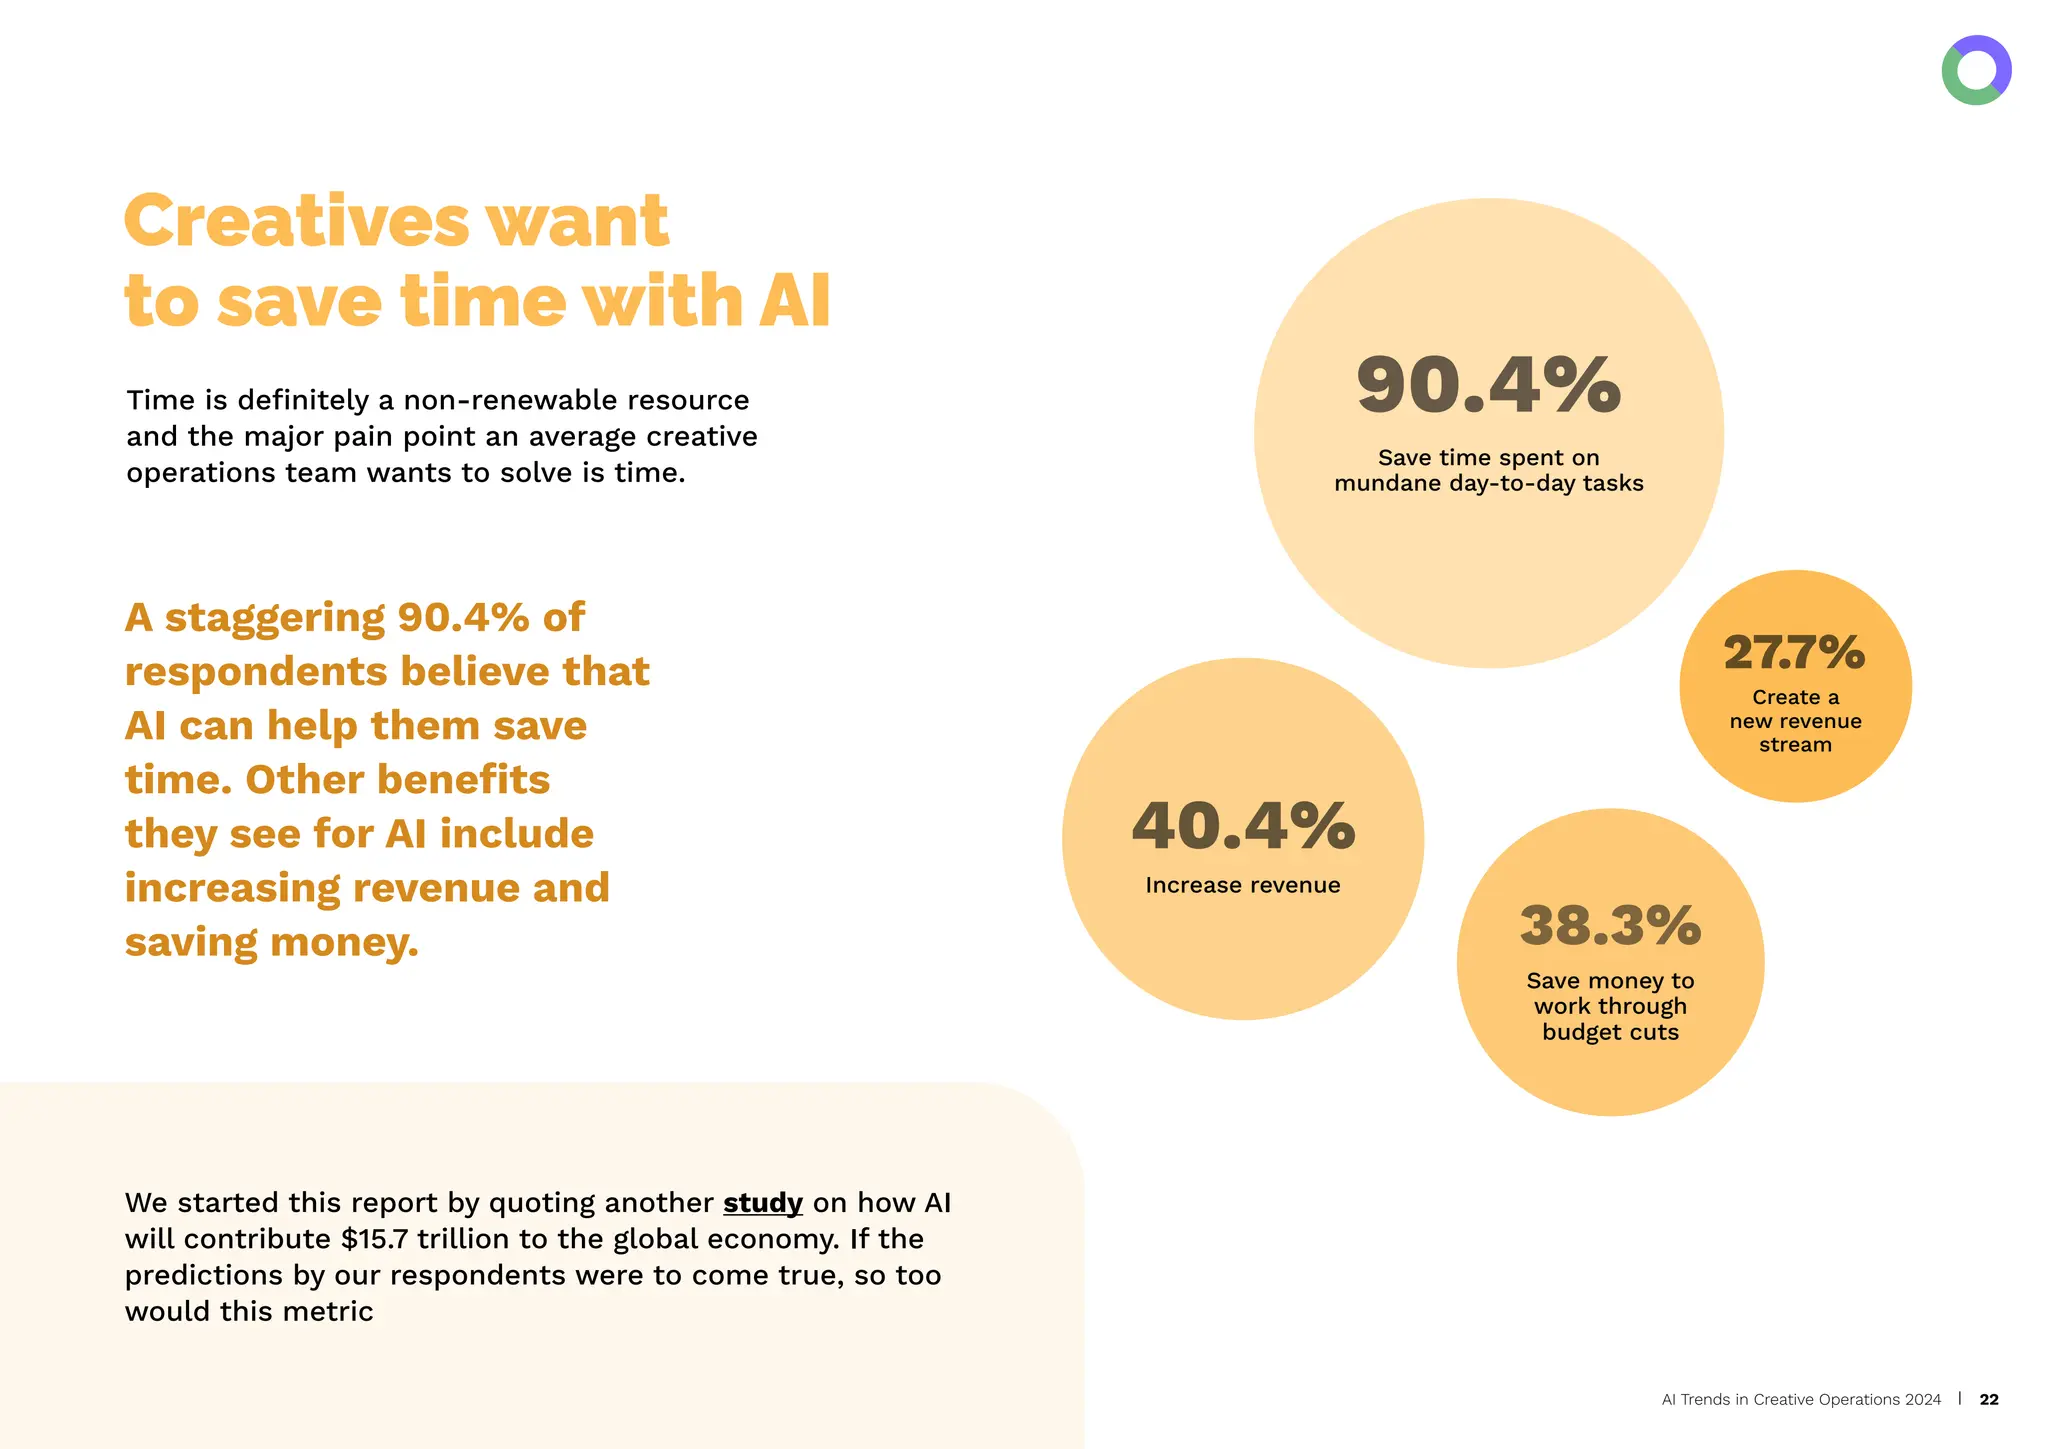 Creatives want
to save time with AI
Time is definitely a non-renewable resource
and the major pain point an average creative
operations team wants to solve is time.
A staggering 90.4% of
respondents believe that
AI can help them save
time. Other benefits
they see for AI include
increasing revenue and
saving money.
90.4%
Save time spent on
mundane day-to-day tasks
27.7%
Create a
new revenue
stream
40.4%
Increase revenue
38.3%
Save money to
work through
budget cuts
We started this report by quoting another study on how AI
will contribute $15.7 trillion to the global economy. If the
predictions by our respondents were to come true, so too
would this metric
AI Trends in Creative Operations 2024 | 22